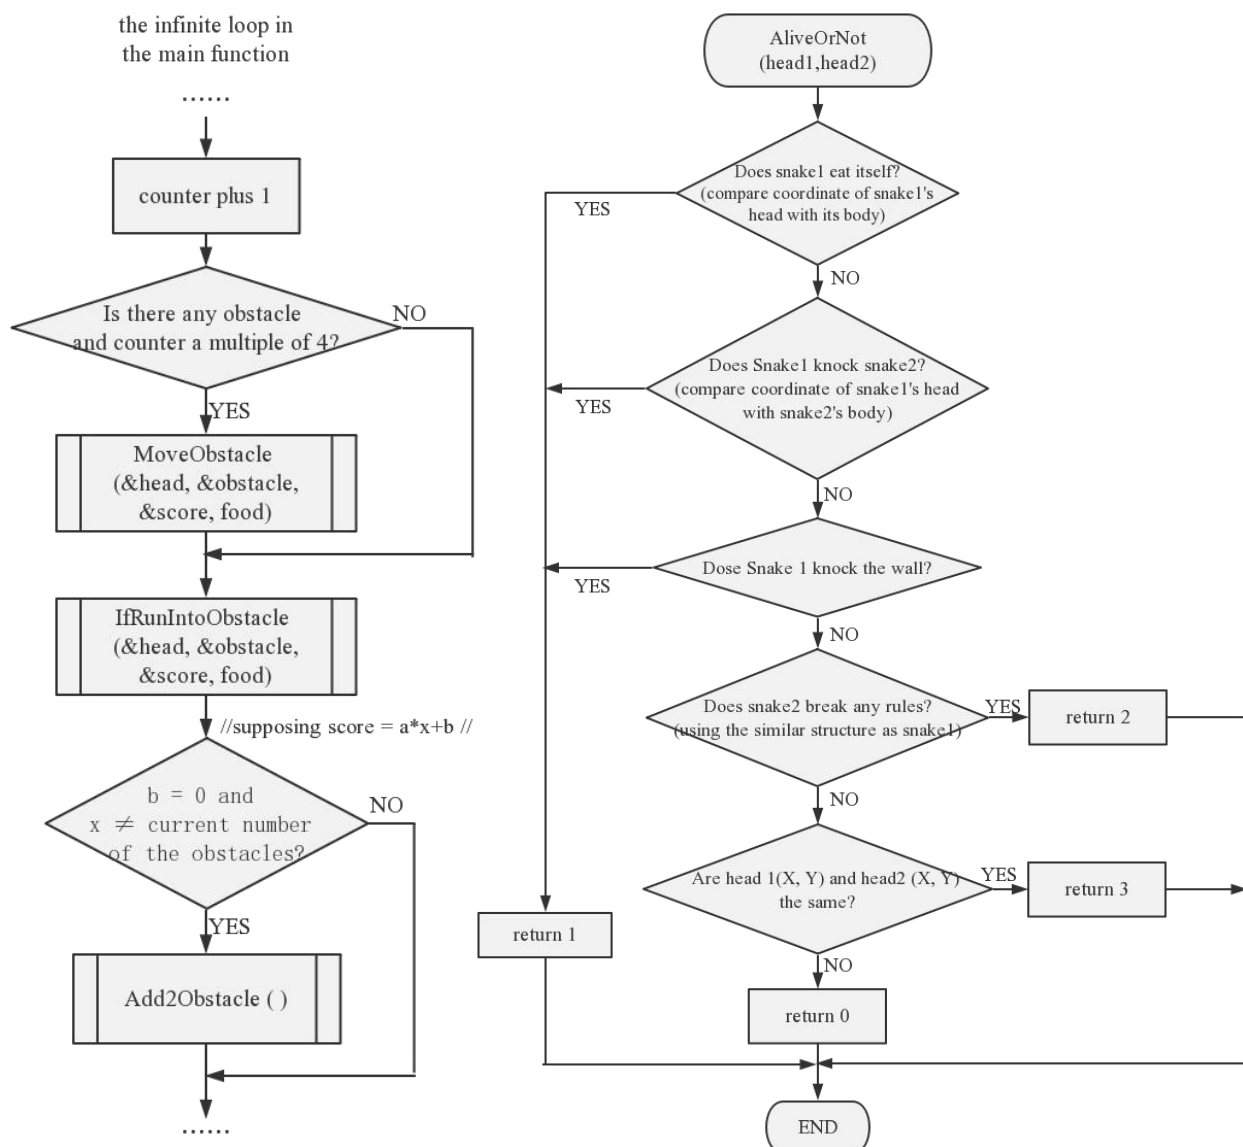 the infinite loop in
the main function
......
counter plus 1
Is there any obstacle
and counter a multiple of 4?
NO
YES
MoveObstacle
(&head, &obstacle,
&score, food)
IfRunIntoObstacle
(&head, &obstacle,
&score, food)
//supposing score = a*x+b //
b = 0 and
x ≠ current number
of the obstacles?
NO
YES
Add2Obstacle ( )
......
AliveOrNot
(head1,head2)
Does snake1 eat itself?
(compare coordinate of snake1's
head with its body)
YES
NO
Does Snake1 knock snake2?
(compare coordinate of snake1's head
with snake2's body)
YES
NO
Dose Snake 1 knock the wall?
YES
NO
Does snake2 break any rules?
(using the similar structure as snake1)
YES
return 2
NO
Are head 1(X, Y) and head2 (X, Y)
the same?
YES
return 3
return 1
NO
return 0
END